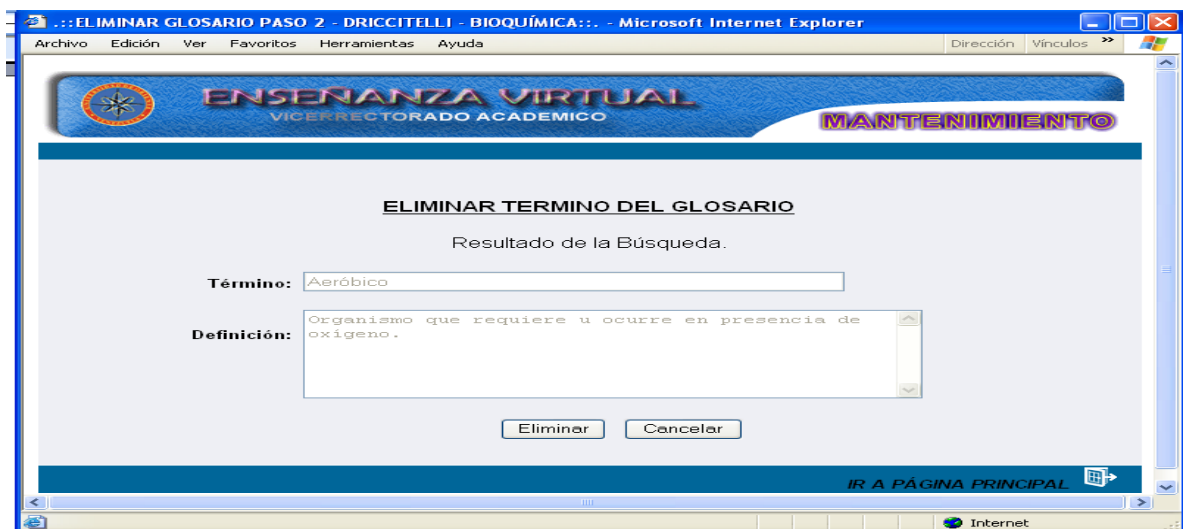 .::ELIMINAR GLOSARIO PASO 2 - DRICCITELLI - BIOQUÍMICA::. - Microsoft Internet Explorer
Archivo Edición Ver Favoritos Herramientas Ayuda Dirección Vínculos »
ENSEÑANZA VIRTUAL
VICERRECTORADO ACADEMICO
MANTENIMIENTO
ELIMINAR TERMINO DEL GLOSARIO
Resultado de la Búsqueda.
Término: Aeróbico
Definición: Organismo que requiere u ocurre en presencia de
oxígeno.
Eliminar Cancelar
IR A PÁGINA PRINCIPAL
Internet